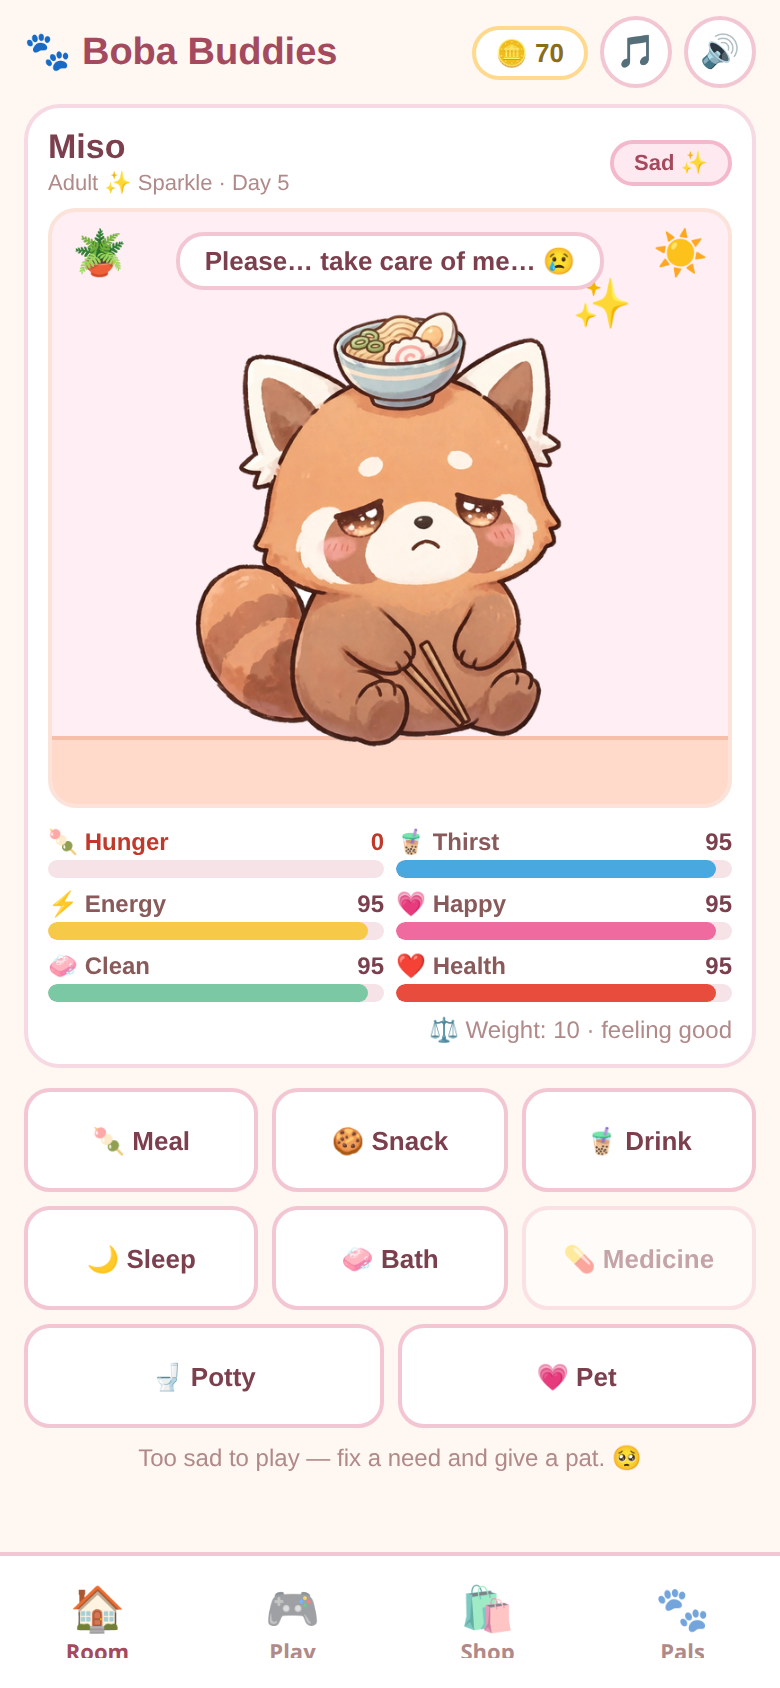 🐾 Boba Buddies
🪙 70
🎵
🔊
Miso
Adult ✨ Sparkle · Day 5
Sad ✨
Please… take care of me… 😢
🍡 Hunger 0
🧋 Thirst 95
⚡ Energy 95
💗 Happy 95
🧼 Clean 95
❤️ Health 95
⚖️ Weight: 10 · feeling good
🍡 Meal
🍪 Snack
🧋 Drink
🌙 Sleep
🧼 Bath
💊 Medicine
🚽 Potty
💗 Pet
Too sad to play — fix a need and give a pat. 🥺
Room
Play
Shop
Pals